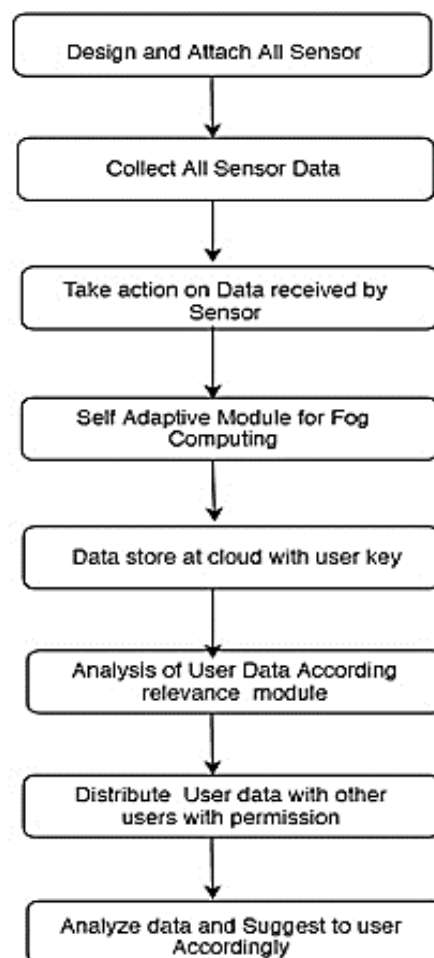 Design and Attach All Sensor
Collect All Sensor Data
Take action on Data received by
Sensor
Self Adaptive Module for Fog
Computing
Data store at cloud with user key
Analysis of User Data According
relevance module
Distribute User data with other
users with permission
Analyze data and Suggest to user
Accordingly